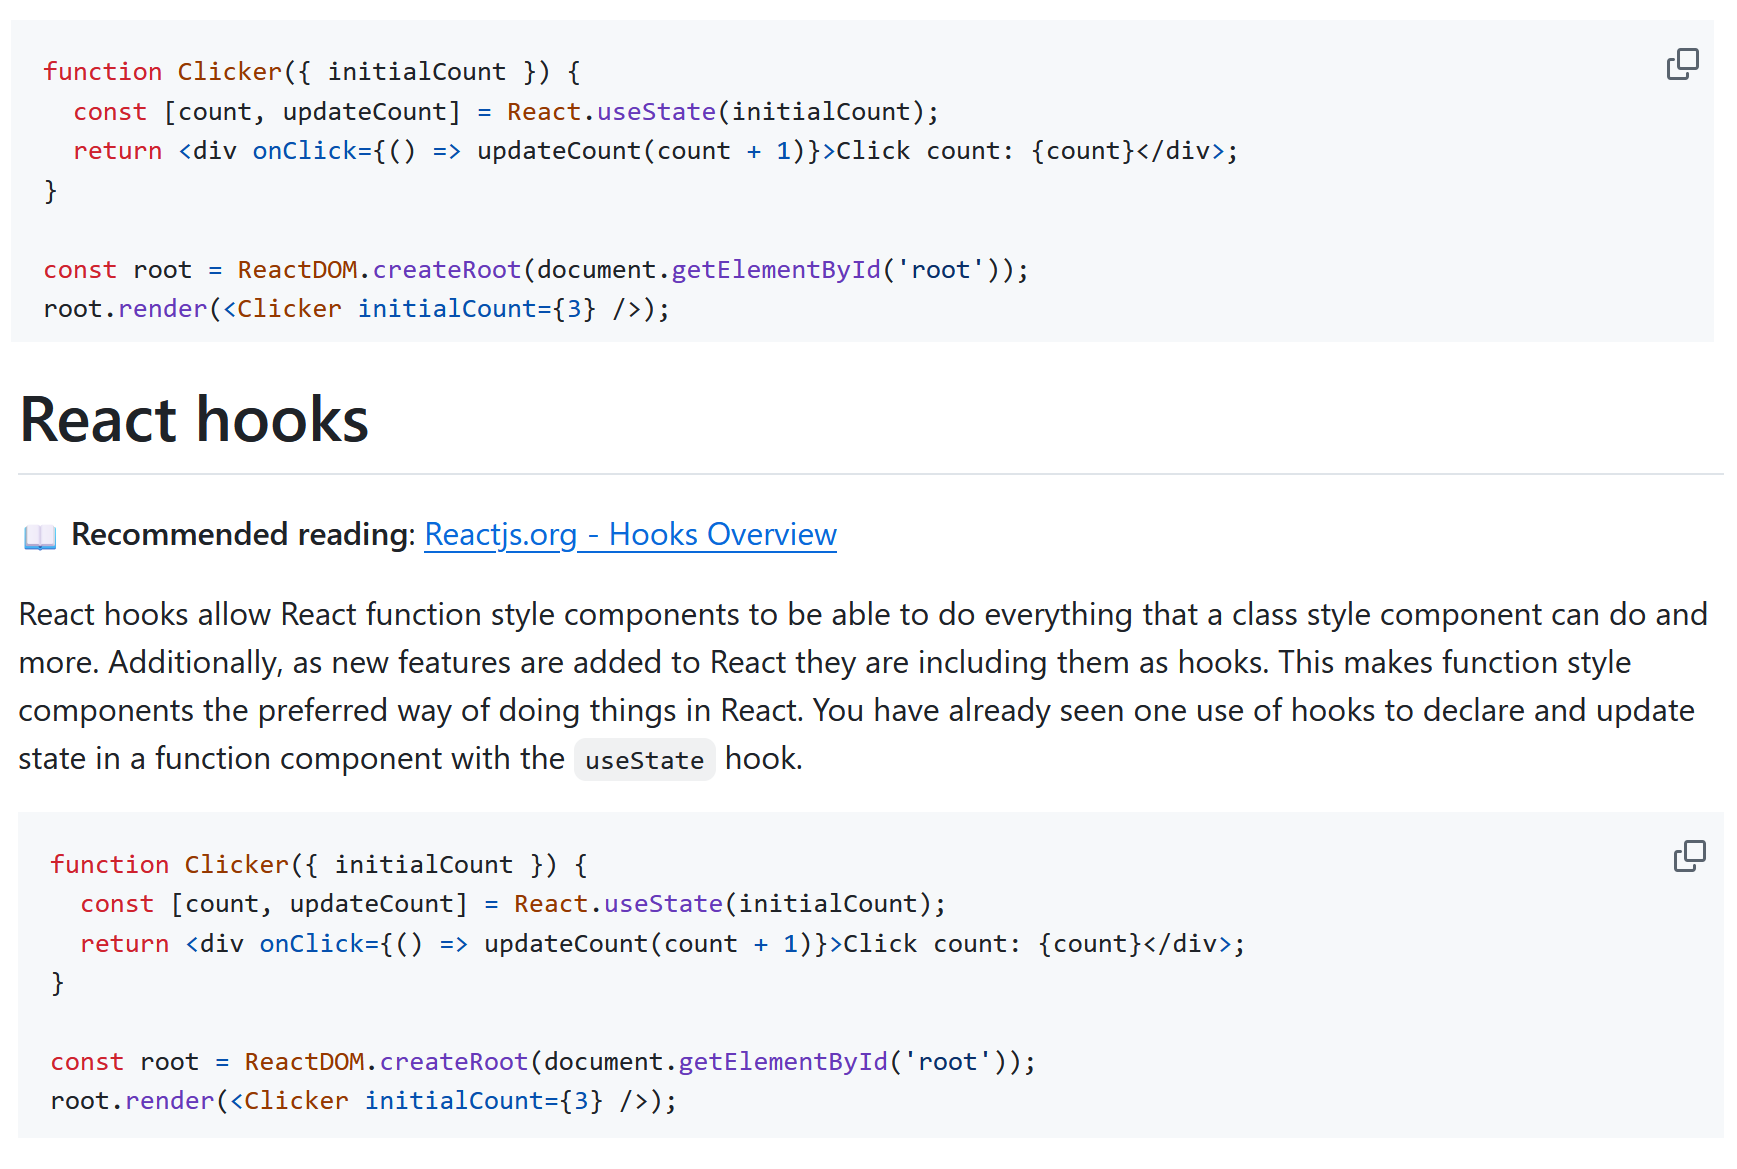 function Clicker({ initialCount }) {
  const [count, updateCount] = React.useState(initialCount);
  return <div onClick={() => updateCount(count + 1)}>Click count: {count}</div>;
}

const root = ReactDOM.createRoot(document.getElementById('root'));
root.render(<Clicker initialCount={3} />);
React hooks
📖 Recommended reading: Reactjs.org - Hooks Overview
React hooks allow React function style components to be able to do everything that a class style component can do and
more. Additionally, as new features are added to React they are including them as hooks. This makes function style
components the preferred way of doing things in React. You have already seen one use of hooks to declare and update
state in a function component with the useState hook.
function Clicker({ initialCount }) {
  const [count, updateCount] = React.useState(initialCount);
  return <div onClick={() => updateCount(count + 1)}>Click count: {count}</div>;
}

const root = ReactDOM.createRoot(document.getElementById('root'));
root.render(<Clicker initialCount={3} />);